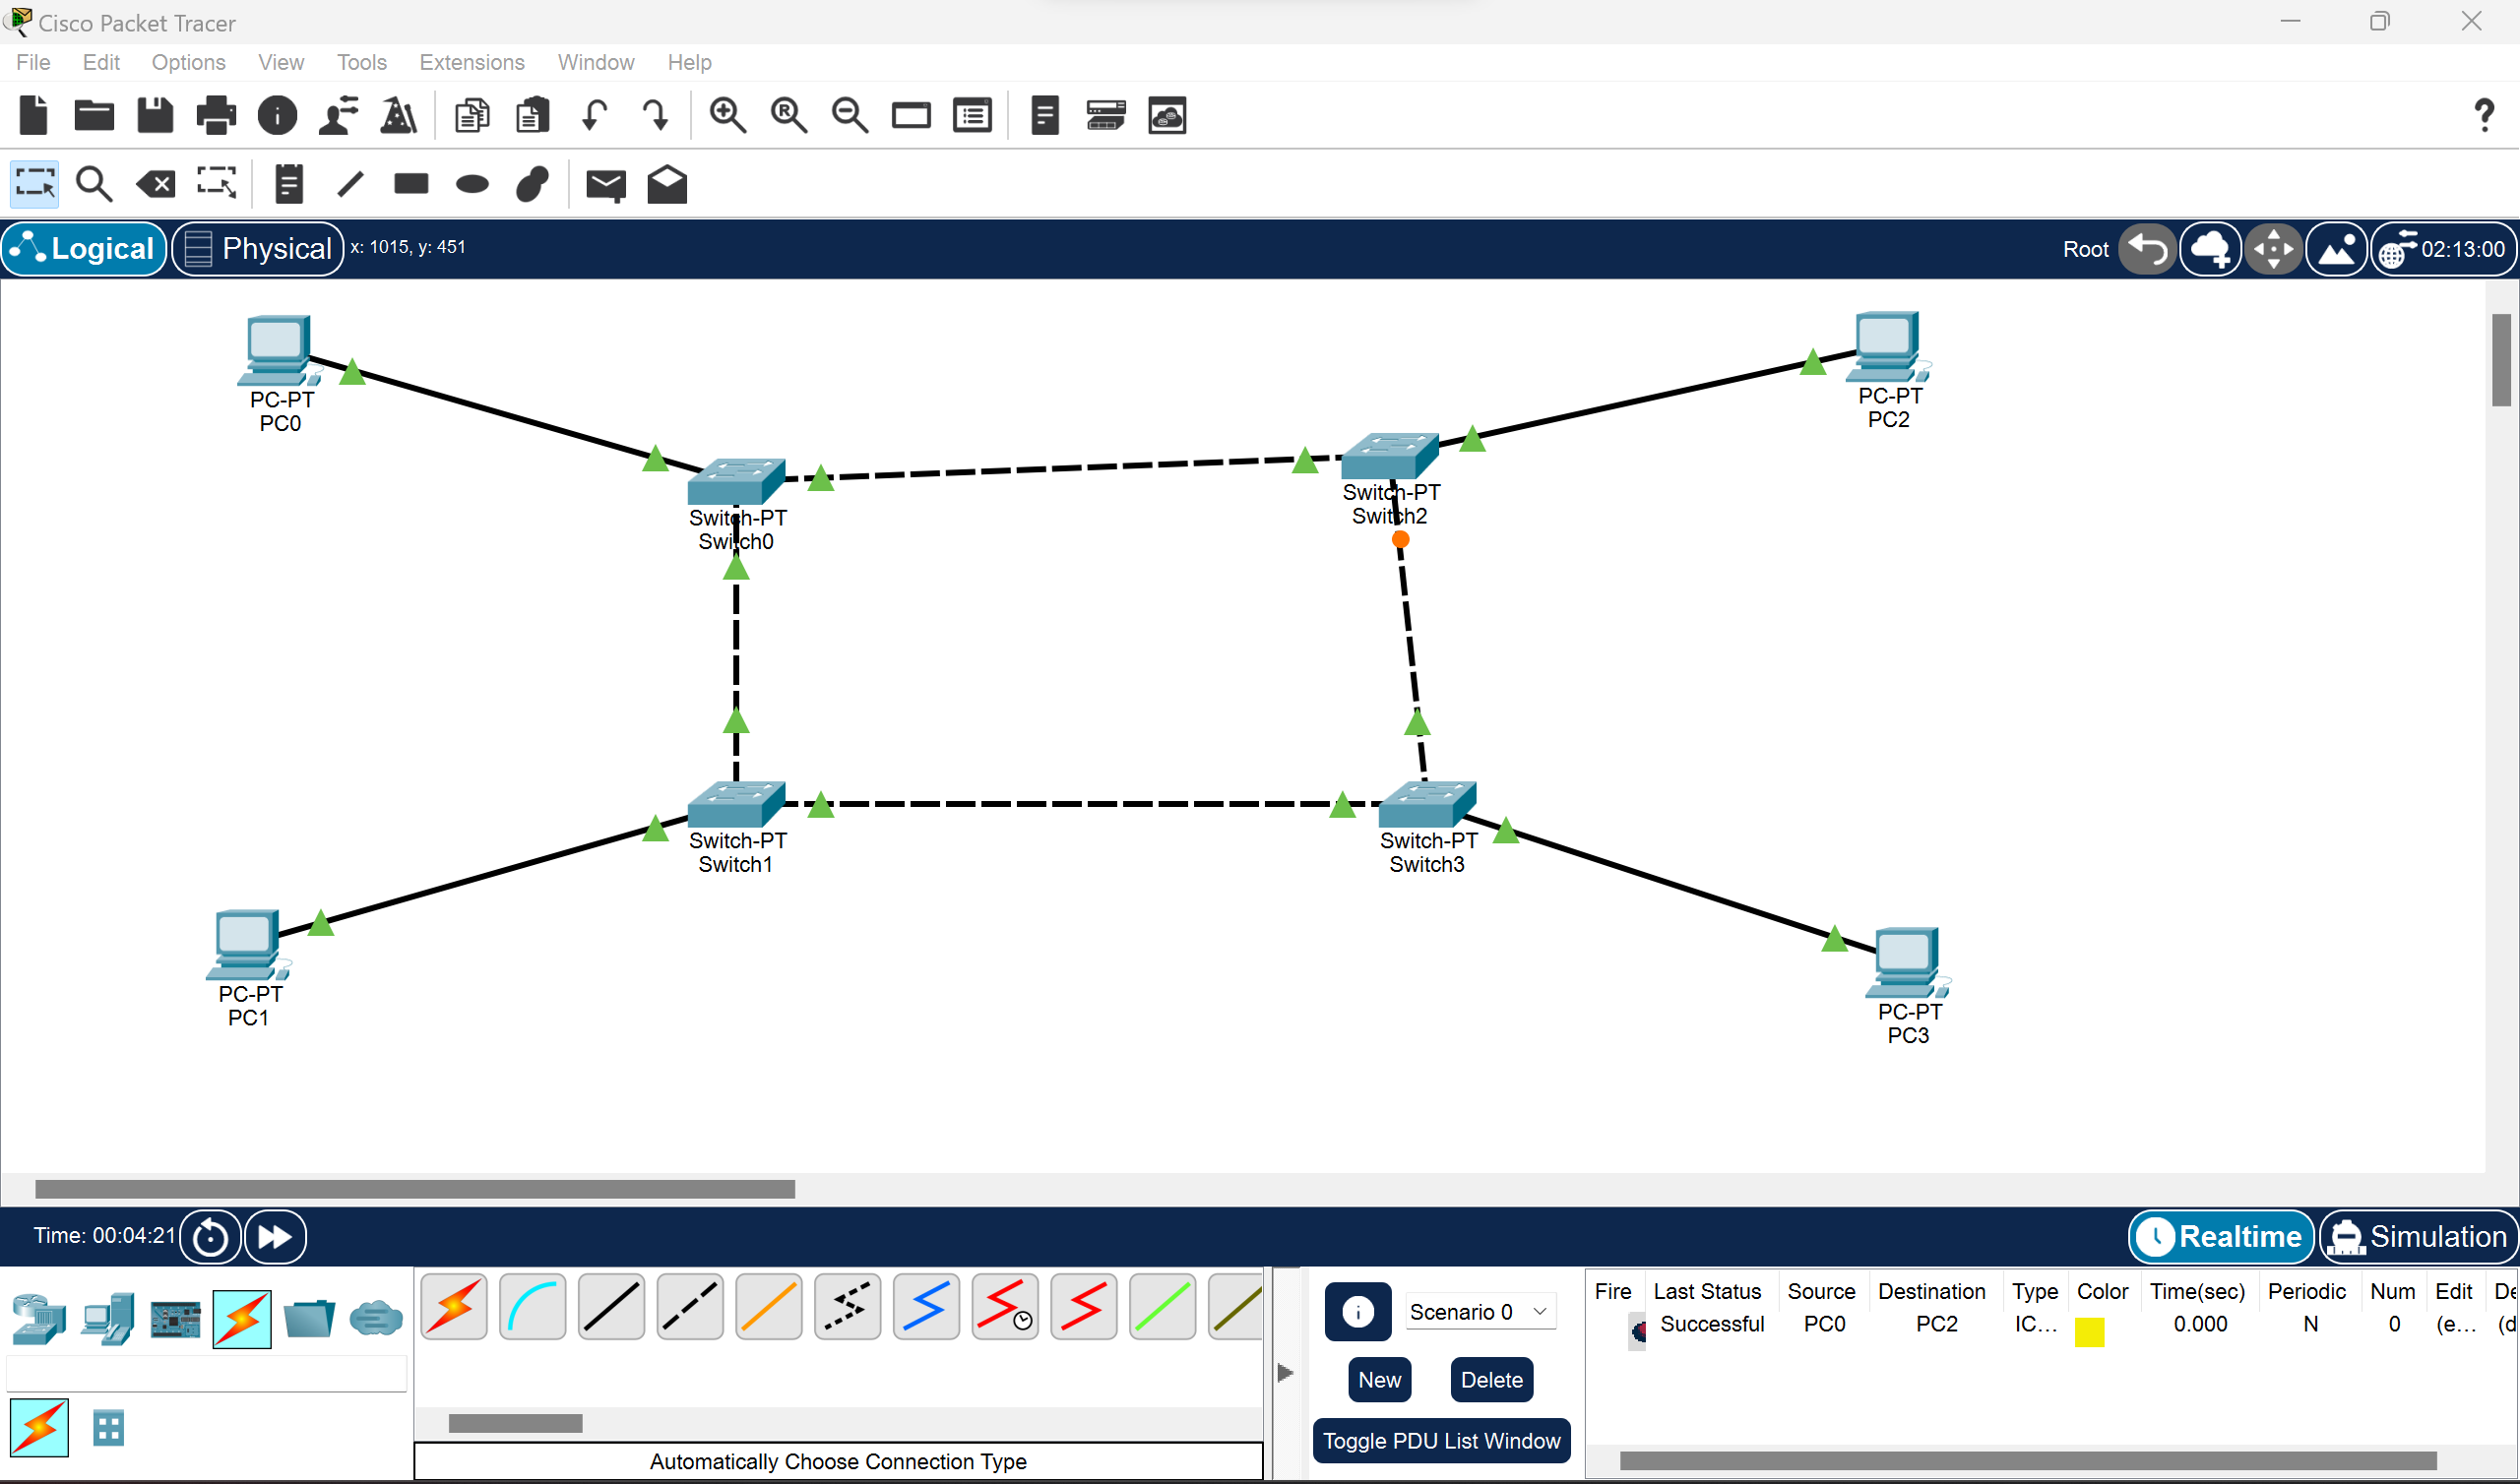 Cisco Packet Tracer
File Edit Options View Tools Extensions Window Help
R
?
Logical Physical x: 1015, y: 451 Root 02:13:00
PC-PT
PC0
PC-PT
PC2
Switch-PT
Switch2
Switch-PT
Switch0
Switch-PT
Switch1
Switch-PT
Switch3
PC-PT
PC1
PC-PT
PC3
Time: 00:04:21 Realtime Simulation
Scenario 0
New Delete
Toggle PDU List Window
Automatically Choose Connection Type
Fire Last Status Source Destination Type Color Time(sec) Periodic Num Edit De
Successful PC0 PC2 IC... 0.000 N 0 (e... (d